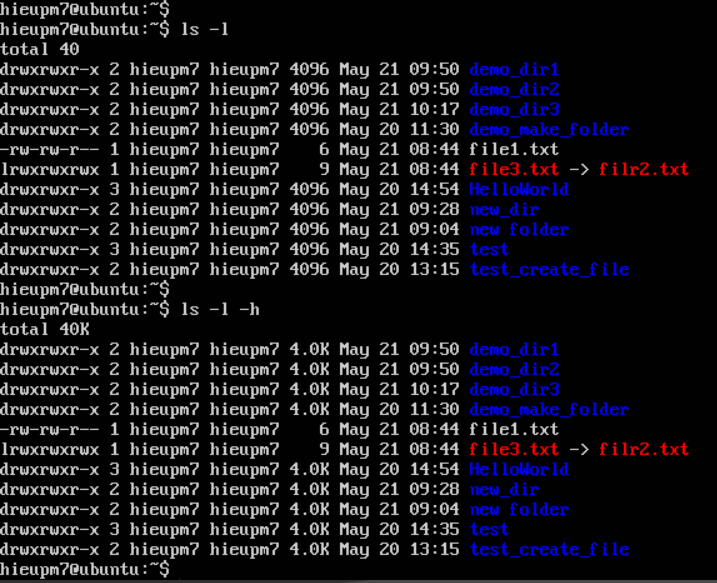 hieupm7@ubuntu:~$
hieupm7@ubuntu:~$ ls -l
total 40
drwxrwxr-x 2 hieupm7 hieupm7 4096 May 21 09:50 demo_dir1
drwxrwxr-x 2 hieupm7 hieupm7 4096 May 21 09:50 demo_dir2
drwxrwxr-x 2 hieupm7 hieupm7 4096 May 21 10:17 demo_dir3
drwxrwxr-x 2 hieupm7 hieupm7 4096 May 20 11:30 demo_make_folder
-rw-rw-r-- 1 hieupm7 hieupm7    6 May 21 08:44 file1.txt
lrwxrwxrwx 1 hieupm7 hieupm7    9 May 21 08:44 file3.txt -> filr2.txt
drwxrwxr-x 3 hieupm7 hieupm7 4096 May 20 14:54 HelloWorld
drwxrwxr-x 2 hieupm7 hieupm7 4096 May 21 09:28 new_dir
drwxrwxr-x 2 hieupm7 hieupm7 4096 May 21 09:04 new folder
drwxrwxr-x 3 hieupm7 hieupm7 4096 May 20 14:35 test
drwxrwxr-x 2 hieupm7 hieupm7 4096 May 20 13:15 test_create_file
hieupm7@ubuntu:~$
hieupm7@ubuntu:~$ ls -l -h
total 40K
drwxrwxr-x 2 hieupm7 hieupm7 4.0K May 21 09:50 demo_dir1
drwxrwxr-x 2 hieupm7 hieupm7 4.0K May 21 09:50 demo_dir2
drwxrwxr-x 2 hieupm7 hieupm7 4.0K May 21 10:17 demo_dir3
drwxrwxr-x 2 hieupm7 hieupm7 4.0K May 20 11:30 demo_make_folder
-rw-rw-r-- 1 hieupm7 hieupm7    6 May 21 08:44 file1.txt
lrwxrwxrwx 1 hieupm7 hieupm7    9 May 21 08:44 file3.txt -> filr2.txt
drwxrwxr-x 3 hieupm7 hieupm7 4.0K May 20 14:54 HelloWorld
drwxrwxr-x 2 hieupm7 hieupm7 4.0K May 21 09:28 new_dir
drwxrwxr-x 2 hieupm7 hieupm7 4.0K May 21 09:04 new folder
drwxrwxr-x 3 hieupm7 hieupm7 4.0K May 20 14:35 test
drwxrwxr-x 2 hieupm7 hieupm7 4.0K May 20 13:15 test_create_file
hieupm7@ubuntu:~$